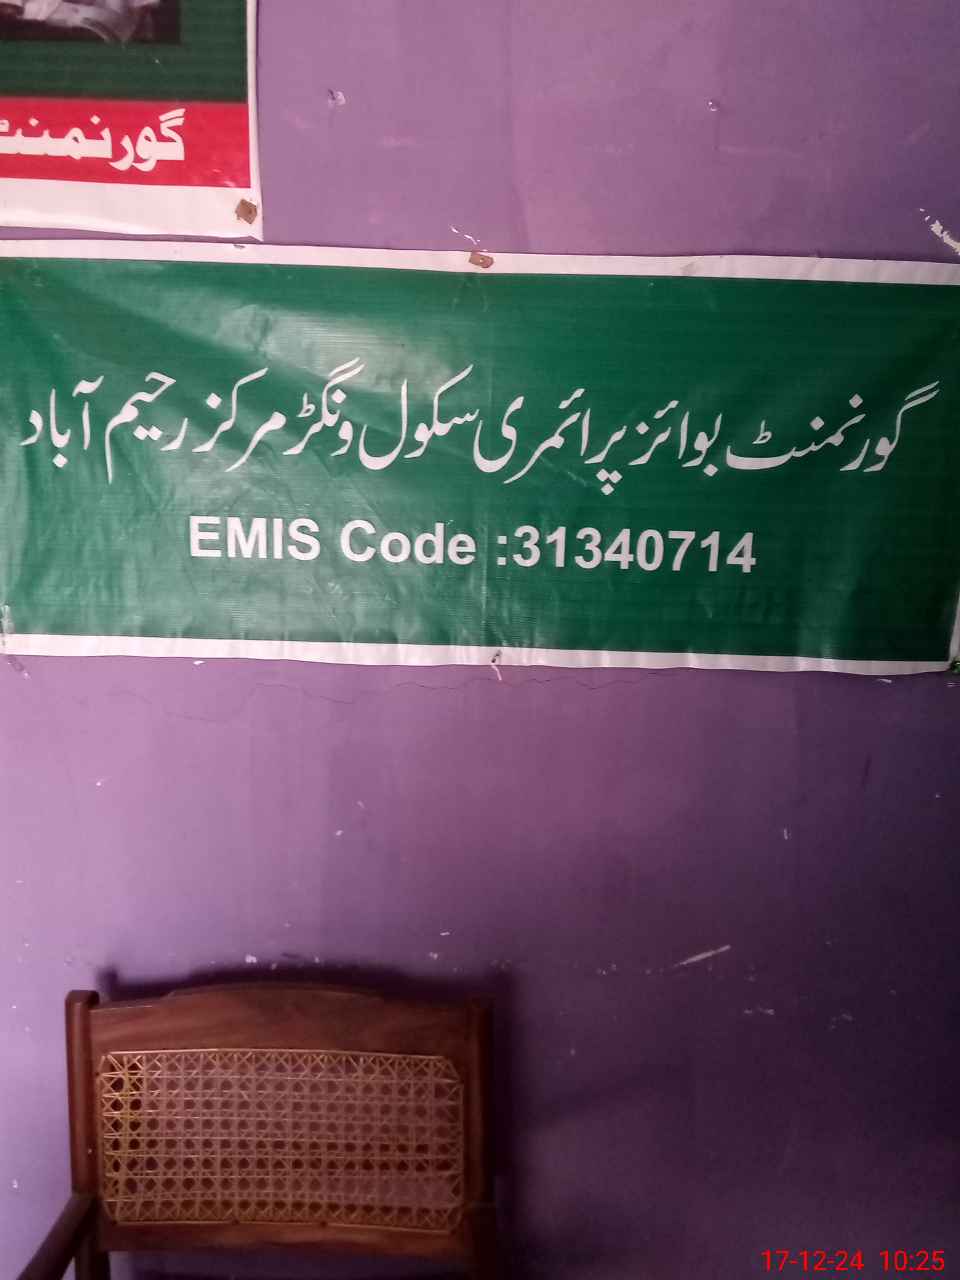 گورنمنٹ
گورنمنٹ بوائز پرائمری سکول ونگڑ مرکز رحیم آباد
EMIS Code :31340714
17-12-24 10:25